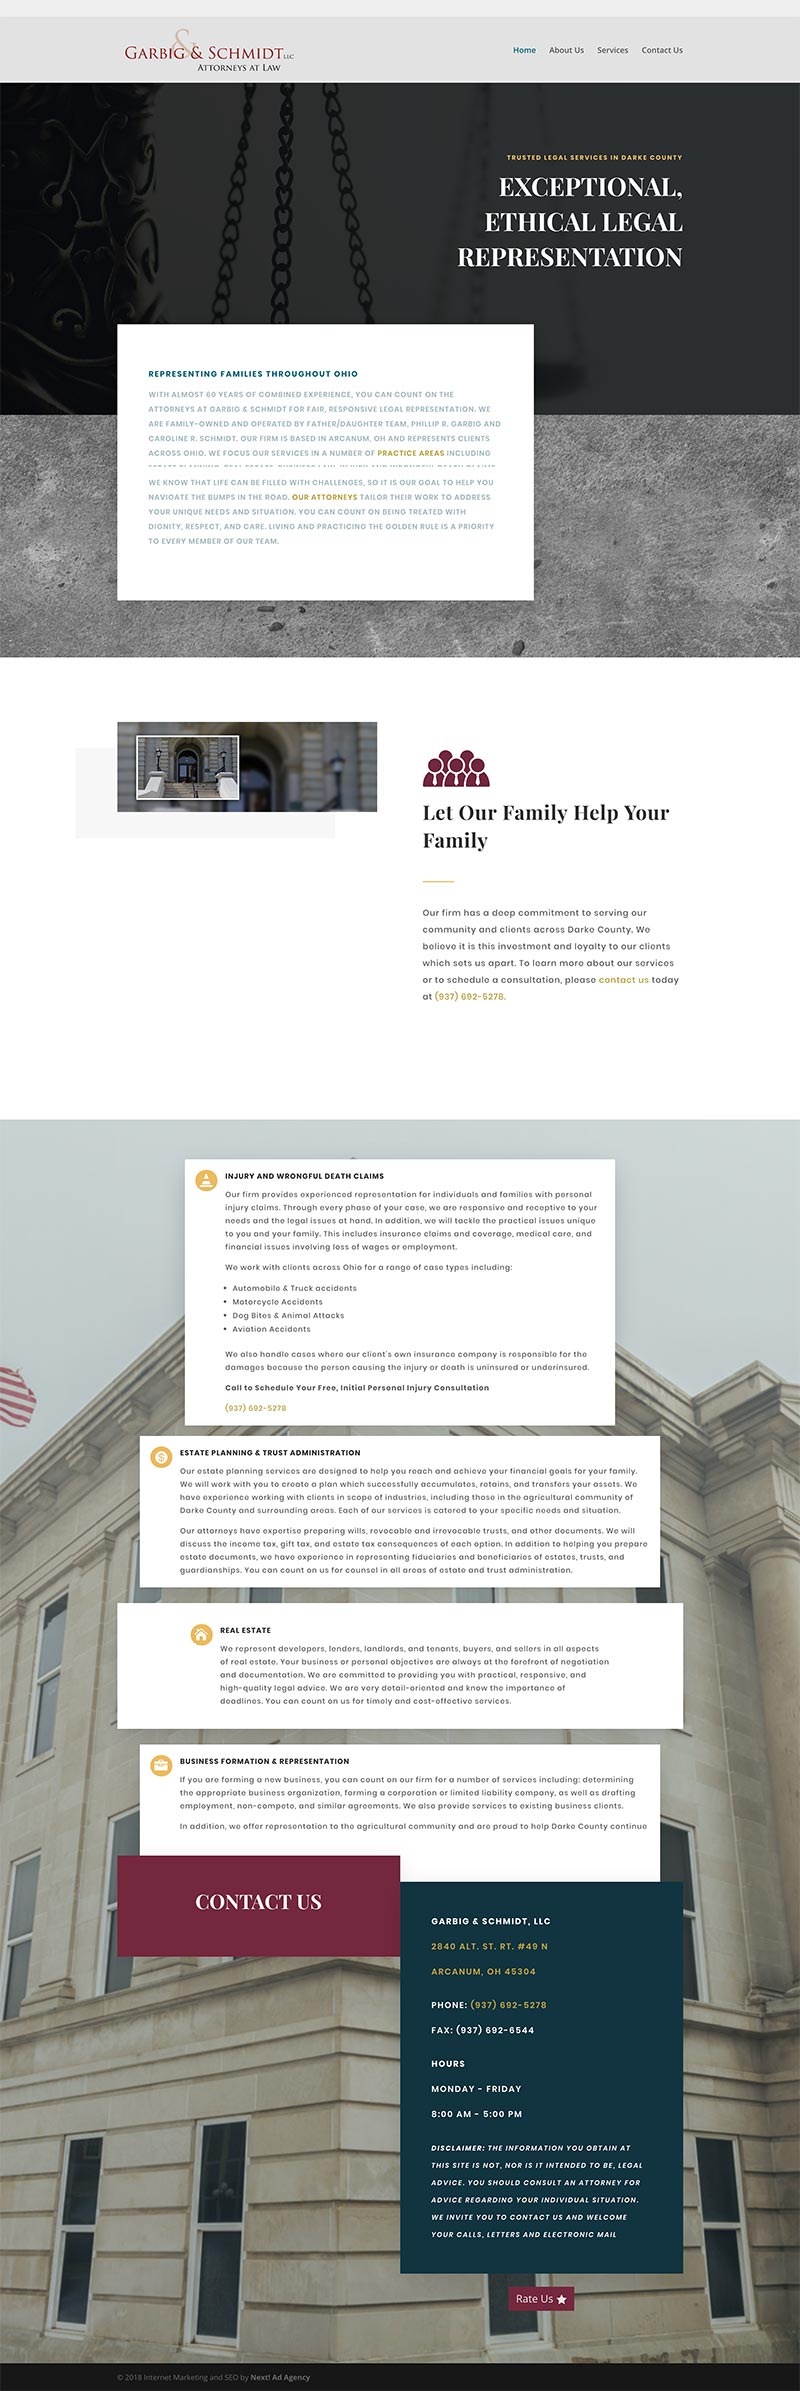 GARBIG & SCHMIDT LLC
ATTORNEYS AT LAW
Home About Us Services Contact Us
TRUSTED LEGAL SERVICES IN DARKE COUNTY
EXCEPTIONAL,
ETHICAL LEGAL
REPRESENTATION
REPRESENTING FAMILIES THROUGHOUT OHIO
WITH ALMOST 60 YEARS OF COMBINED EXPERIENCE, YOU CAN COUNT ON THE
ATTORNEYS AT GARBIG & SCHMIDT FOR FAIR, RESPONSIVE LEGAL REPRESENTATION. WE
ARE FAMILY-OWNED AND OPERATED BY FATHER/DAUGHTER TEAM, PHILLIP R. GARBIG AND
CAROLINE R. SCHMIDT. OUR FIRM IS BASED IN ARCANUM, OH AND REPRESENTS CLIENTS
ACROSS OHIO. WE FOCUS OUR SERVICES IN A NUMBER OF PRACTICE AREAS INCLUDING
ESTATE PLANNING, REAL ESTATE, BUSINESS LAW, INJURY AND WRONGFUL DEATH CLAIMS.
WE KNOW THAT LIFE CAN BE FILLED WITH CHALLENGES, SO IT IS OUR GOAL TO HELP YOU
NAVIGATE THE BUMPS IN THE ROAD. OUR ATTORNEYS TAILOR THEIR WORK TO ADDRESS
YOUR UNIQUE NEEDS AND SITUATION. YOU CAN COUNT ON BEING TREATED WITH
DIGNITY, RESPECT, AND CARE. LIVING AND PRACTICING THE GOLDEN RULE IS A PRIORITY
TO EVERY MEMBER OF OUR TEAM.
Let Our Family Help Your
Family
Our firm has a deep commitment to serving our
community and clients across Darke County. We
believe it is this investment and loyalty to our clients
which sets us apart. To learn more about our services
or to schedule a consultation, please contact us today
at (937) 692-5278.
INJURY AND WRONGFUL DEATH CLAIMS
Our firm provides experienced representation for individuals and families with personal
injury claims. Through every phase of your case, we are responsive and receptive to your
needs and the legal issues at hand. In addition, we will tackle the practical issues unique
to you and your family. This includes insurance claims and coverage, medical care, and
financial issues involving loss of wages or employment.
We work with clients across Ohio for a range of case types including:
• Automobile & Truck accidents
• Motorcycle Accidents
• Dog Bites & Animal Attacks
• Aviation Accidents
We also handle cases where our client's own insurance company is responsible for the
damages because the person causing the injury or death is uninsured or underinsured.
Call to Schedule Your Free, Initial Personal Injury Consultation
(937) 692-5278
ESTATE PLANNING & TRUST ADMINISTRATION
Our estate planning services are designed to help you reach and achieve your financial goals for your family.
We will work with you to create a plan which successfully accumulates, retains, and transfers your assets. We
have experience working with clients in scope of industries, including those in the agricultural community of
Darke County and surrounding areas. Each of our services is catered to your specific needs and situation.
Our attorneys have expertise preparing wills, revocable and irrevocable trusts, and other documents. We will
discuss the income tax, gift tax, and estate tax consequences of each option. In addition to helping you prepare
estate documents, we have experience in representing fiduciaries and beneficiaries of estates, trusts, and
guardianships. You can count on us for counsel in all areas of estate and trust administration.
REAL ESTATE
We represent developers, lenders, landlords, and tenants, buyers, and sellers in all aspects
of real estate. Your business or personal objectives are always at the forefront of negotiation
and documentation. We are committed to providing you with practical, responsive, and
high-quality legal advice. We are very detail-oriented and know the importance of
deadlines. You can count on us for timely and cost-effective services.
BUSINESS FORMATION & REPRESENTATION
If you are forming a new business, you can count on our firm for a number of services including: determining
the appropriate business organization, forming a corporation or limited liability company, as well as drafting
employment, non-compete, and similar agreements. We also provide services to existing business clients.
In addition, we offer representation to the agricultural community and are proud to help Darke County continue
CONTACT US
GARBIG & SCHMIDT, LLC
2840 ALT. ST. RT. #49 N
ARCANUM, OH 45304
PHONE: (937) 692-5278
FAX: (937) 692-6544
HOURS
MONDAY - FRIDAY
8:00 AM - 5:00 PM
DISCLAIMER: THE INFORMATION YOU OBTAIN AT
THIS SITE IS NOT, NOR IS IT INTENDED TO BE, LEGAL
ADVICE. YOU SHOULD CONSULT AN ATTORNEY FOR
ADVICE REGARDING YOUR INDIVIDUAL SITUATION.
WE INVITE YOU TO CONTACT US AND WELCOME
YOUR CALLS, LETTERS AND ELECTRONIC MAIL
Rate Us
© 2018 Internet Marketing and SEO by Next! Ad Agency